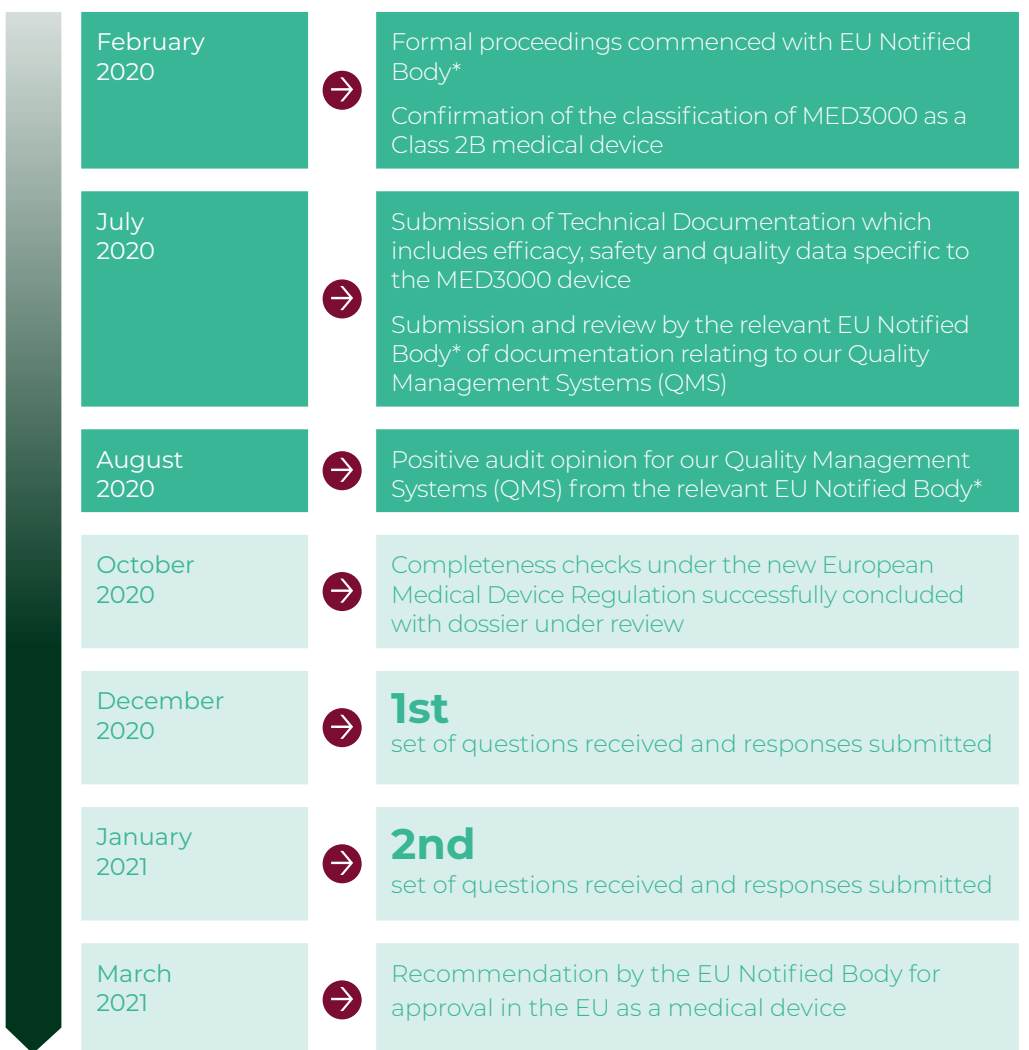 February
2020
Formal proceedings commenced with EU Notified
Body*
Confirmation of the classification of MED3000 as a
Class 2B medical device
July
2020
Submission of Technical Documentation which
includes efficacy, safety and quality data specific to
the MED3000 device
Submission and review by the relevant EU Notified
Body* of documentation relating to our Quality
Management Systems (QMS)
August
2020
Positive audit opinion for our Quality Management
Systems (QMS) from the relevant EU Notified Body*
October
2020
Completeness checks under the new European
Medical Device Regulation successfully concluded
with dossier under review
December
2020
1st
set of questions received and responses submitted
January
2021
2nd
set of questions received and responses submitted
March
2021
Recommendation by the EU Notified Body for
approval in the EU as a medical device